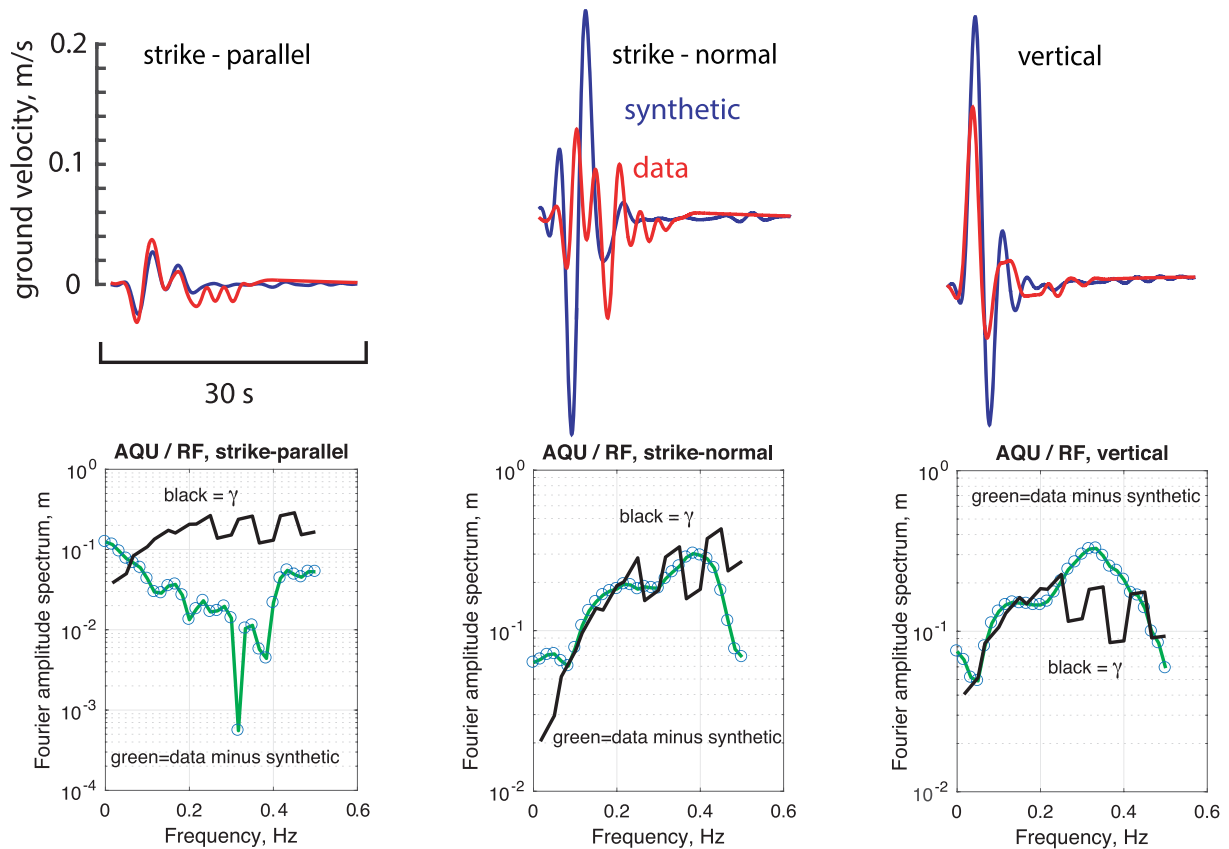 strike - parallel
strike - normal
vertical
ground velocity, m/s
0.2
0.1
0
synthetic
data
30 s
AQU / RF, strike-parallel
Fourier amplitude spectrum, m
10^0
10^-1
10^-2
10^-3
10^-4
black = γ
green=data minus synthetic
0
0.2
0.4
0.6
Frequency, Hz
AQU / RF, strike-normal
Fourier amplitude spectrum, m
10^0
10^-1
10^-2
black = γ
green=data minus synthetic
0
0.2
0.4
0.6
Frequency, Hz
AQU / RF, vertical
Fourier amplitude spectrum, m
10^0
10^-1
10^-2
green=data minus synthetic
black = γ
0
0.2
0.4
0.6
Frequency, Hz